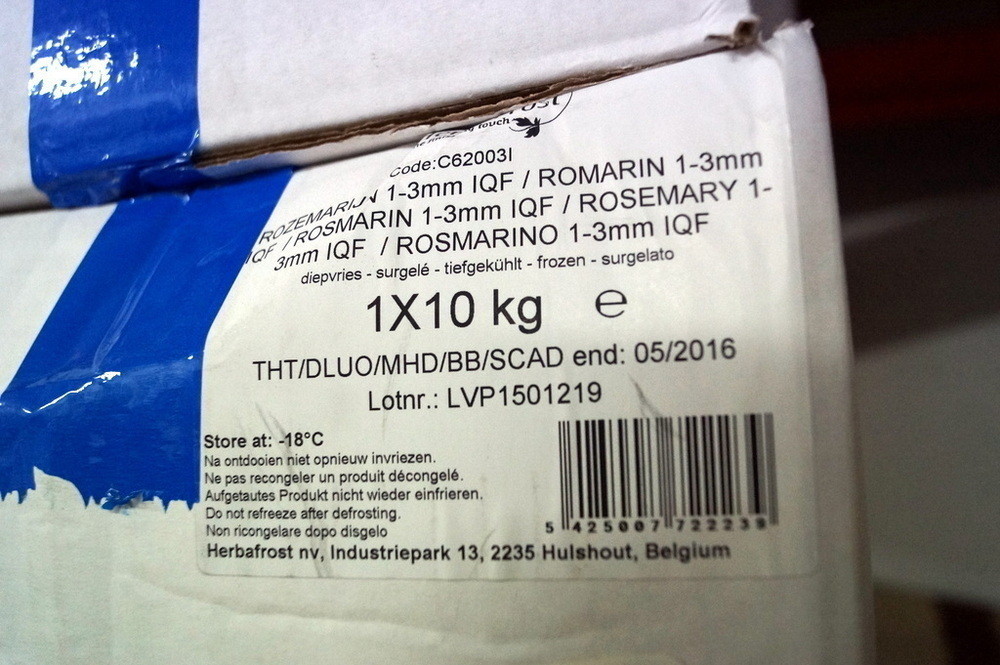 touch
code:C62003I
ROZEMARIJN 1-3mm IQF / ROMARIN 1-3mm
IQF / ROSMARIN 1-3mm IQF / ROSEMARY 1-
3mm IQF / ROSMARINO 1-3mm IQF
diepvries - surgelé - tiefgekühlt - frozen - surgelato
1X10 kg e
THT/DLUO/MHD/BB/SCAD end: 05/2016
Lotnr.: LVP1501219
Store at: -18°C
Na ontdooien niet opnieuw invriezen.
Ne pas recongeler un produit décongelé.
Aufgetautes Produkt nicht wieder einfrieren.
Do not refreeze after defrosting.
Non ricongelare dopo disgelo
5 425007 722239
Herbafrost nv, Industriepark 13, 2235 Hulshout, Belgium